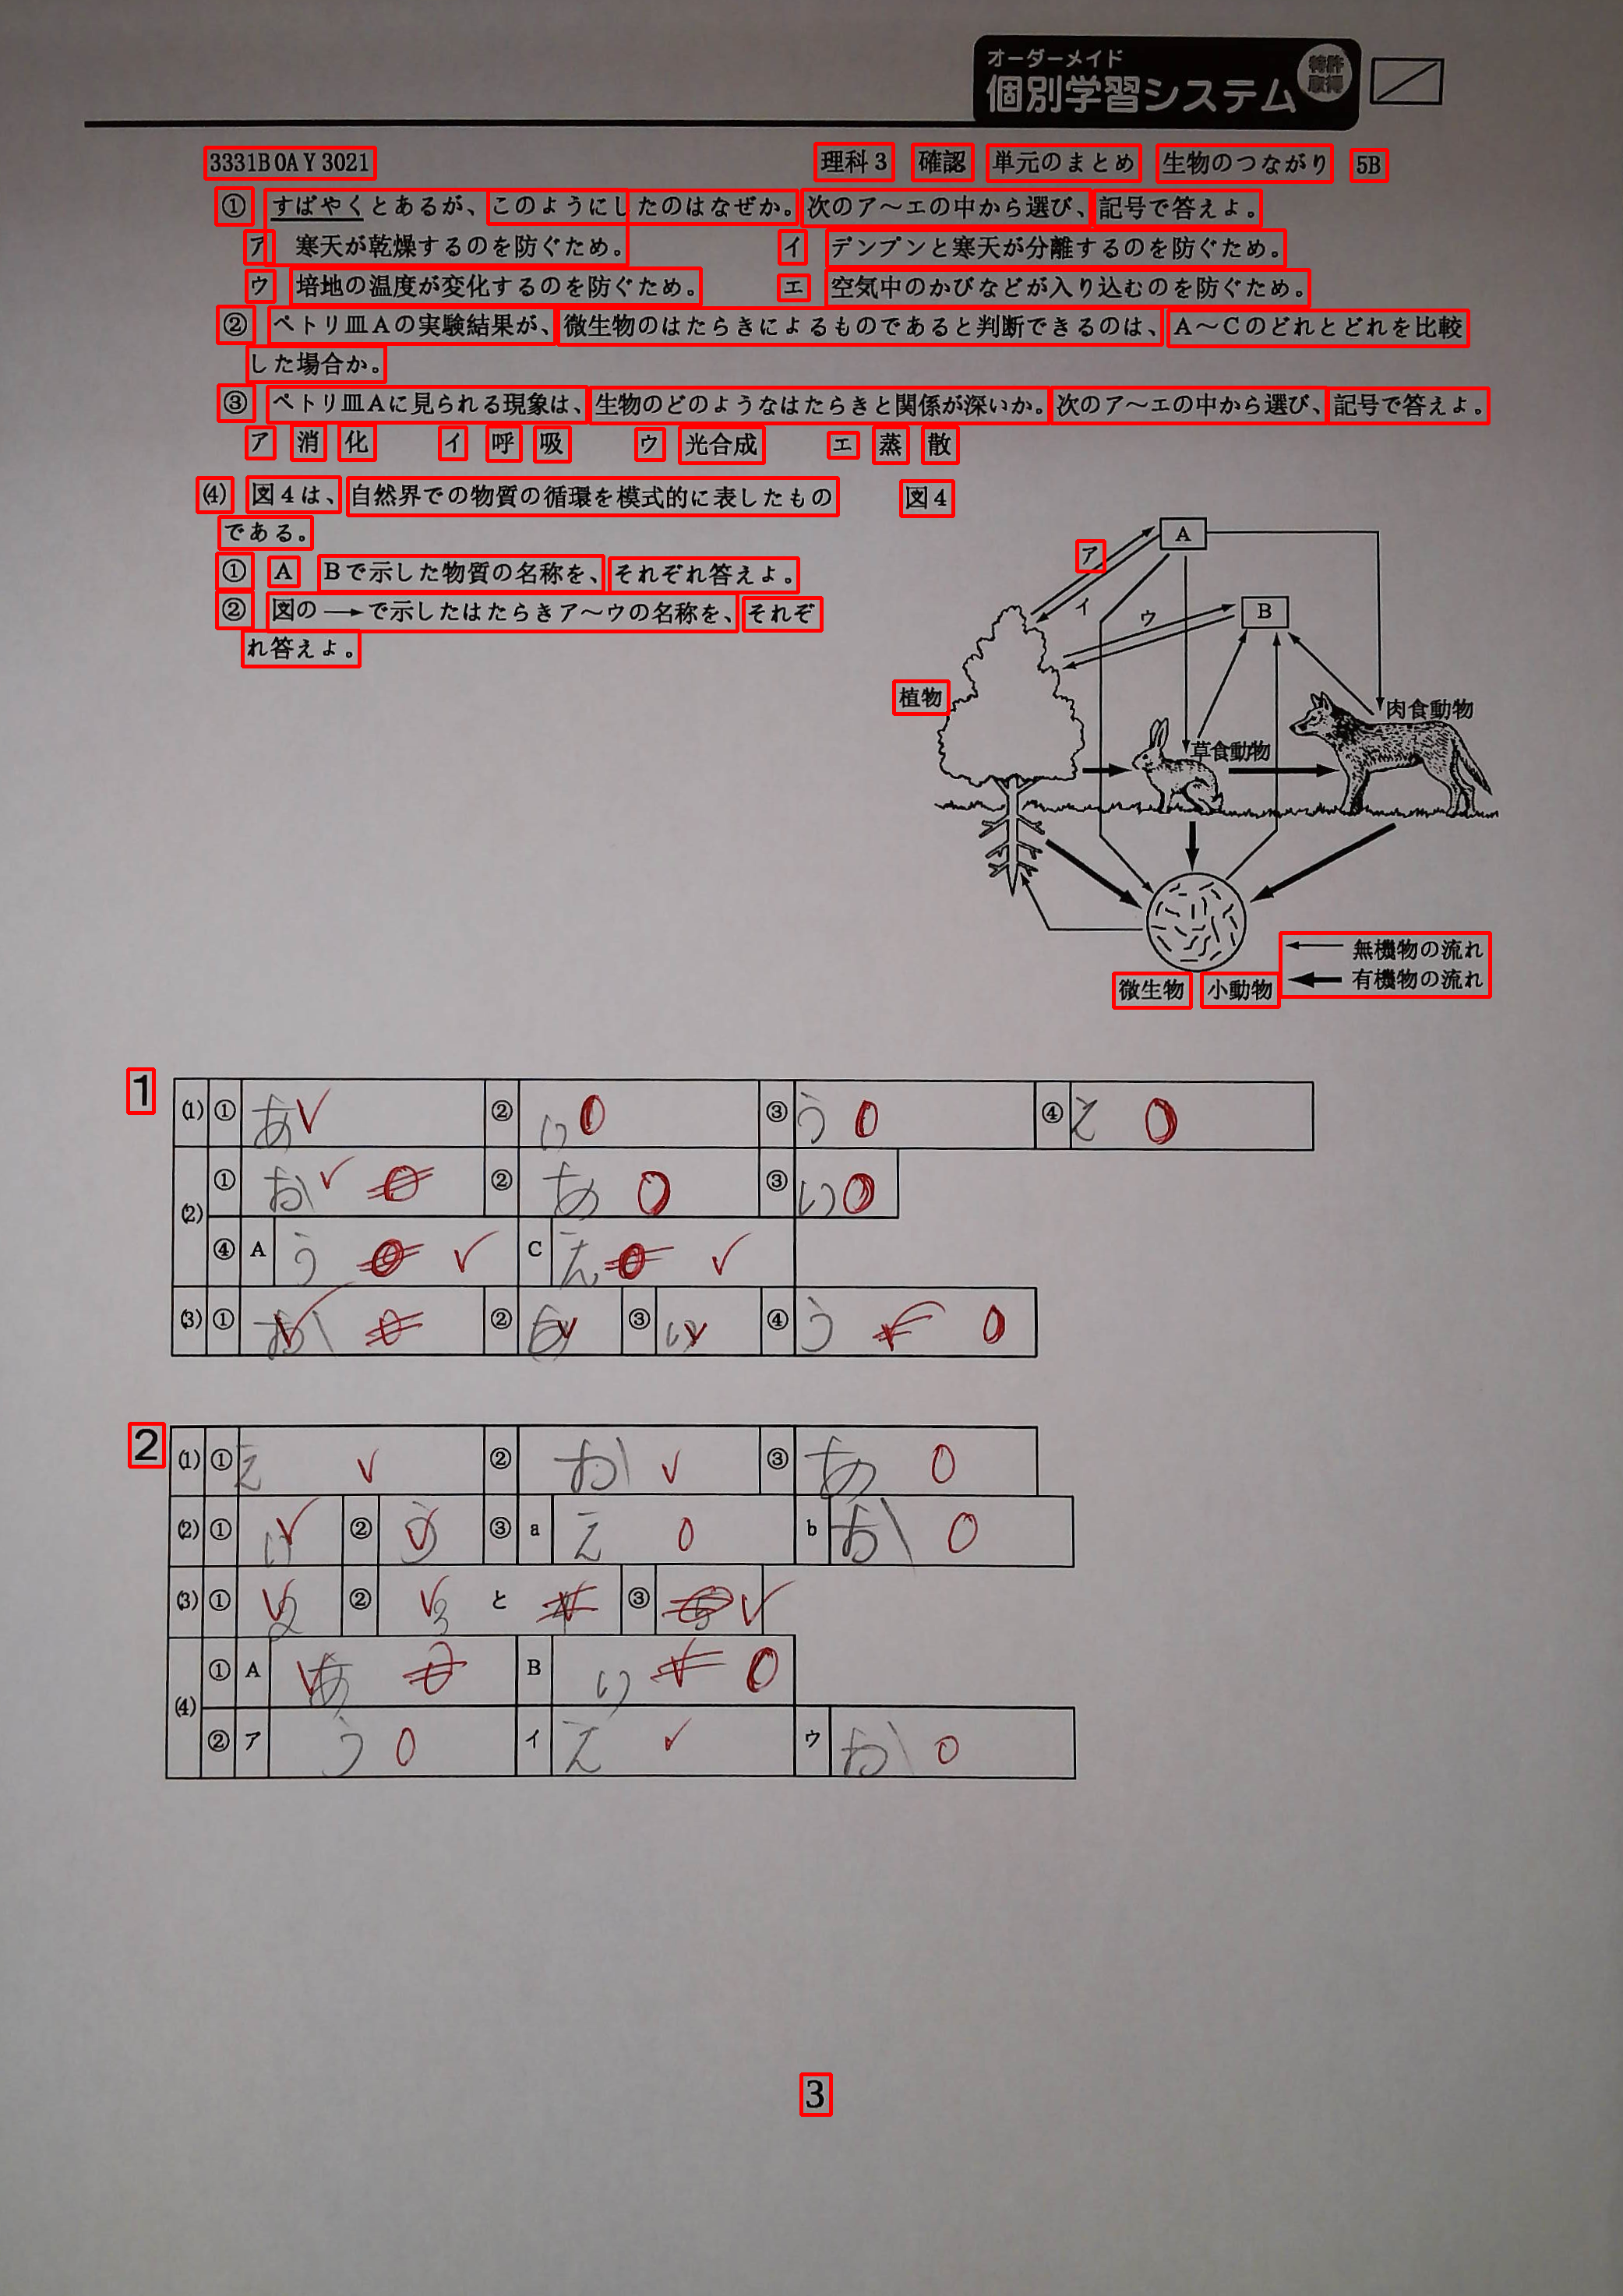 オーダーメイド
個別学習システム
特許
取得
3331B0AY3021 理科3 確認 単元のまとめ 生物のつながり 5B
① すばやくとあるが、このようにしたのはなぜか。次のア～エの中から選び、記号で答えよ。
ア 寒天が乾燥するのを防ぐため。 イ デンプンと寒天が分離するのを防ぐため。
ウ 培地の温度が変化するのを防ぐため。 エ 空気中のかびなどが入り込むのを防ぐため。
② ペトリ皿Aの実験結果が、微生物のはたらきによるものであると判断できるのは、A～Cのどれとどれを比較
した場合か。
③ ペトリ皿Aに見られる現象は、生物のどのようなはたらきと関係が深いか。次のア～エの中から選び、記号で答えよ。
ア 消化 イ 呼吸 ウ 光合成 エ 蒸散
(4) 図4は、自然界での物質の循環を模式的に表したもの
である。
① A Bで示した物質の名称を、それぞれ答えよ。
② 図の→で示したはたらきア～ウの名称を、それぞ
れ答えよ。
図4
A
ア
イ
ウ
B
植物
肉食動物
草食動物
無機物の流れ
有機物の流れ
微生物 小動物
1
(1) ① あ ② い ③ う ④ え
(2) ① お ② あ ③ い
④ A う C え
(3) ① お ② あ ③ い ④ う
2
(1) ① え ② お ③ あ
(2) ① い ② う ③ a え b お
(3) ① 2 ② 3 と ③
(4) ① A あ B い
② ア う イ え ウ お
3